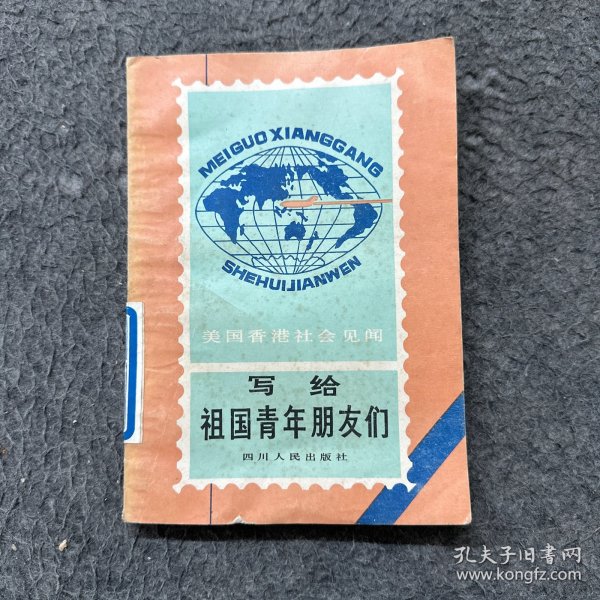 MEIGUO XIANGGANG
SHEHUIJIANWEN
美国香港社会见闻
写给
祖国青年朋友们
四川人民出版社
孔夫子旧书网
www.kongfz.com